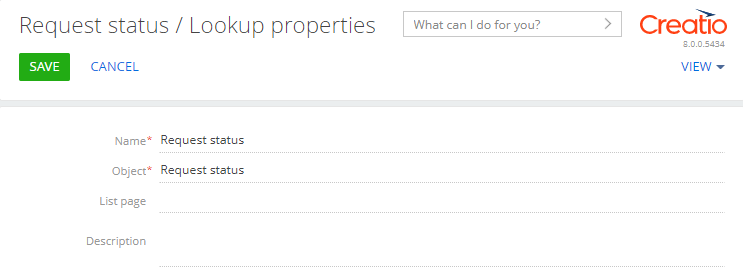 Request status / Lookup properties
What can I do for you?
Creatio
8.0.0.5434
SAVE
CANCEL
VIEW
Name* Request status
Object* Request status
List page
Description